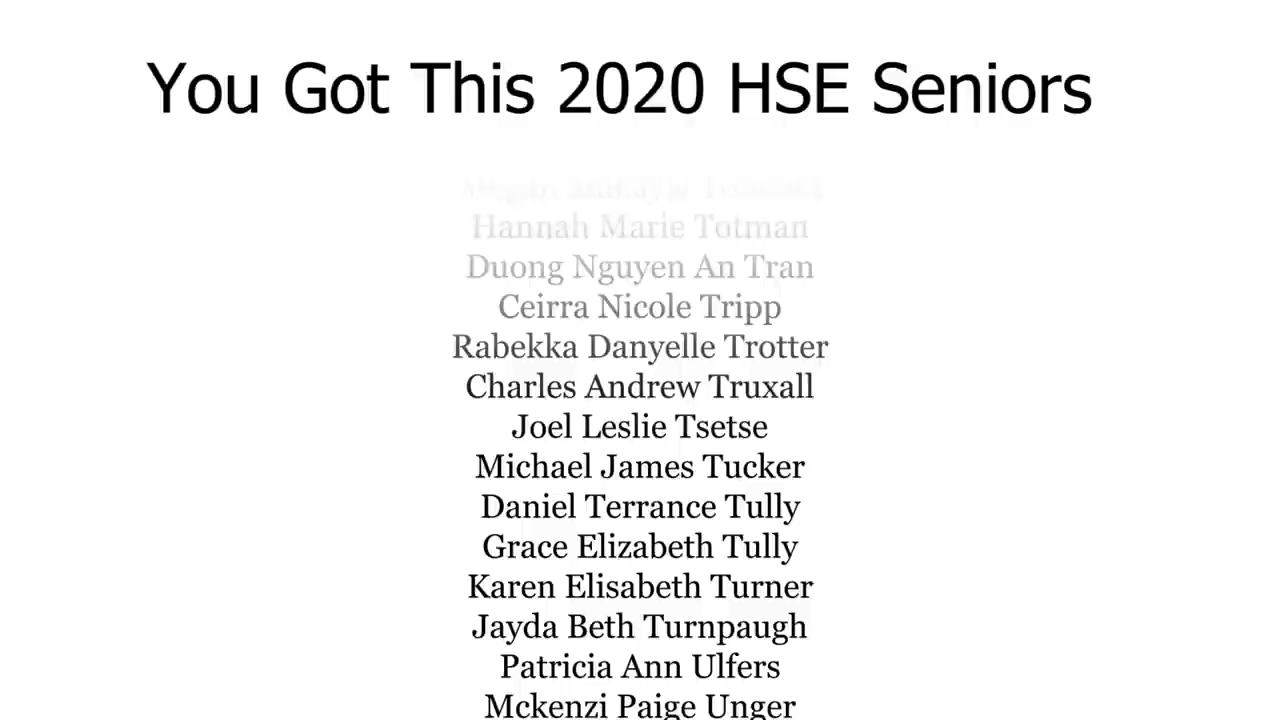 You Got This 2020 HSE Seniors
Hannah Marie Totman
Duong Nguyen An Tran
Ceirra Nicole Tripp
Rabekka Danyelle Trotter
Charles Andrew Truxall
Joel Leslie Tsetse
Michael James Tucker
Daniel Terrance Tully
Grace Elizabeth Tully
Karen Elisabeth Turner
Jayda Beth Turnpaugh
Patricia Ann Ulfers
Mckenzi Paige Unger